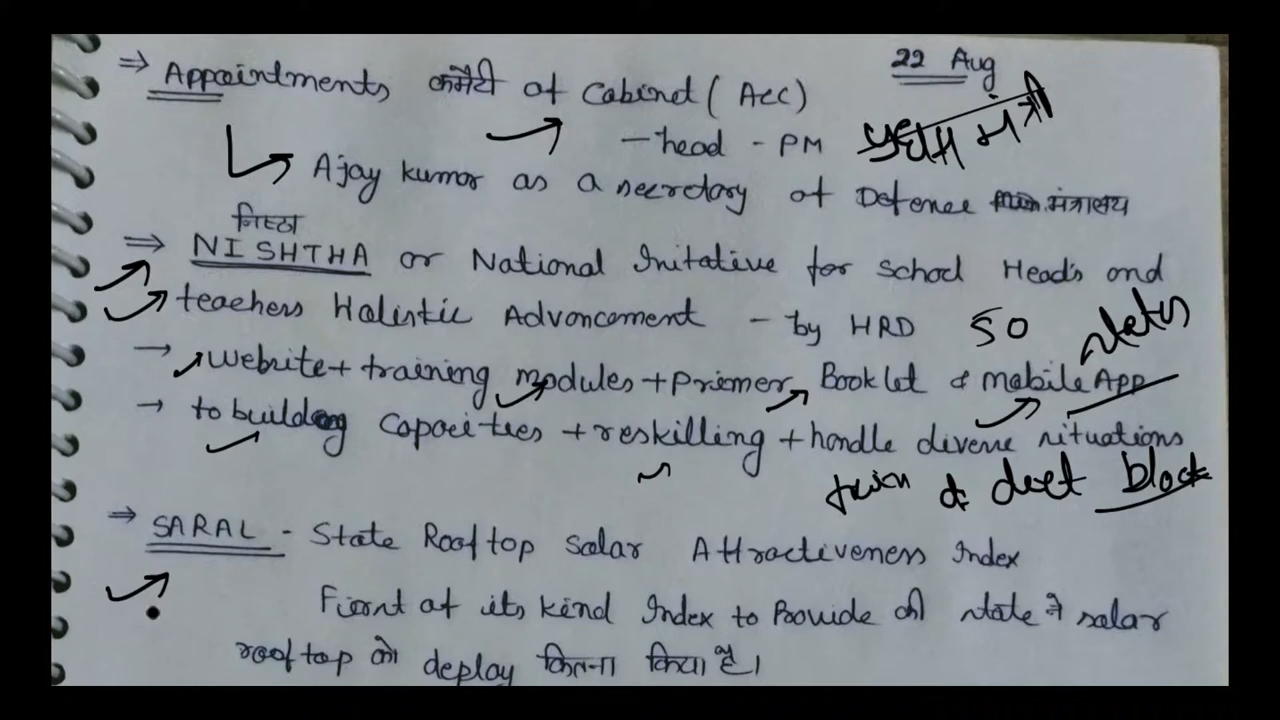 22 Aug
⇒ Appointments कमैटी of Cabinet (ACC)
— head - PM प्रधान मंत्री
Ajay kumar as a secretary of Defence मंत्रालय
निष्ठा
⇒ NISHTHA or National Initative for School Head's and
teachers Holistic Advancement - by HRD 50 states
→ website + training modules + Primer Booklet & mobile App
→ to building Capacities + reskilling + handle diverse situations
block
⇒ SARAL - State Rooftop Solar Attractiveness Index
First of its kind Index to Provide की state ने solar
rooftop को deploy कितना किया है।